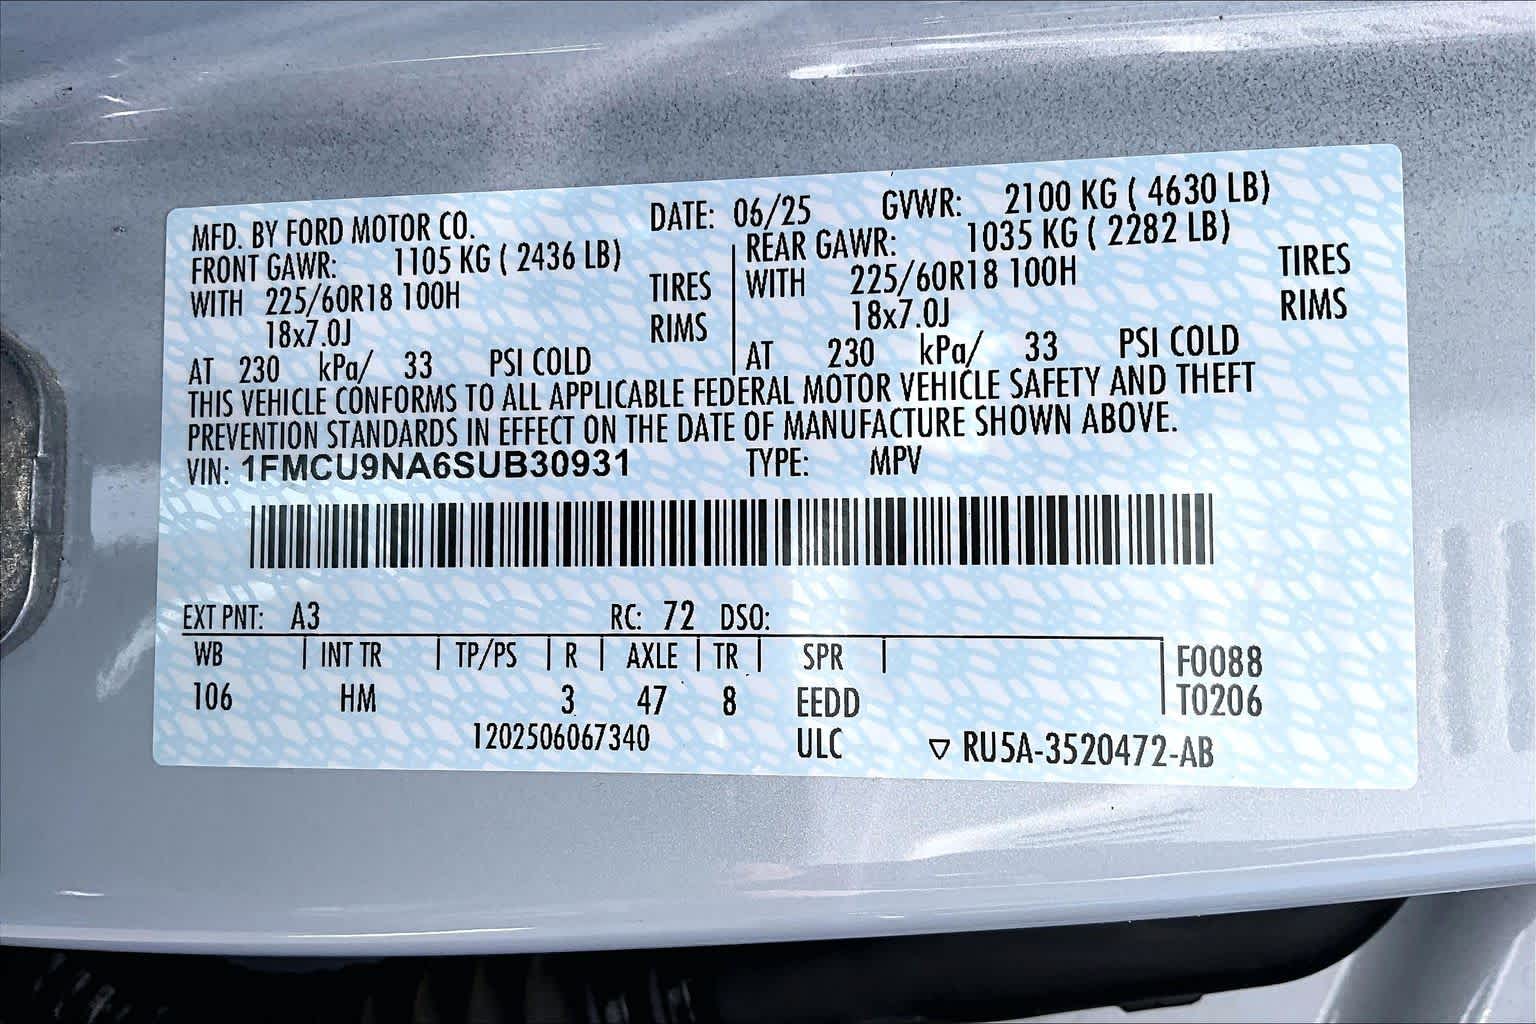 MFD. BY FORD MOTOR CO. DATE: 06/25 GVWR: 2100 KG ( 4630 LB)
FRONT GAWR: 1105 KG ( 2436 LB) REAR GAWR: 1035 KG ( 2282 LB)
WITH 225/60R18 100H TIRES WITH 225/60R18 100H TIRES
18x7.0J RIMS 18x7.0J RIMS
AT 230 kPa/ 33 PSI COLD AT 230 kPa/ 33 PSI COLD
THIS VEHICLE CONFORMS TO ALL APPLICABLE FEDERAL MOTOR VEHICLE SAFETY AND THEFT
PREVENTION STANDARDS IN EFFECT ON THE DATE OF MANUFACTURE SHOWN ABOVE.
VIN: 1FMCU9NA6SUB30931 TYPE: MPV
EXT PNT: A3 RC: 72 DSO:
WB | INT TR | TP/PS | R | AXLE | TR | SPR | F0088
106 HM 3 47 8 EEDD T0206
1202506067340 ULC ▽ RU5A-3520472-AB